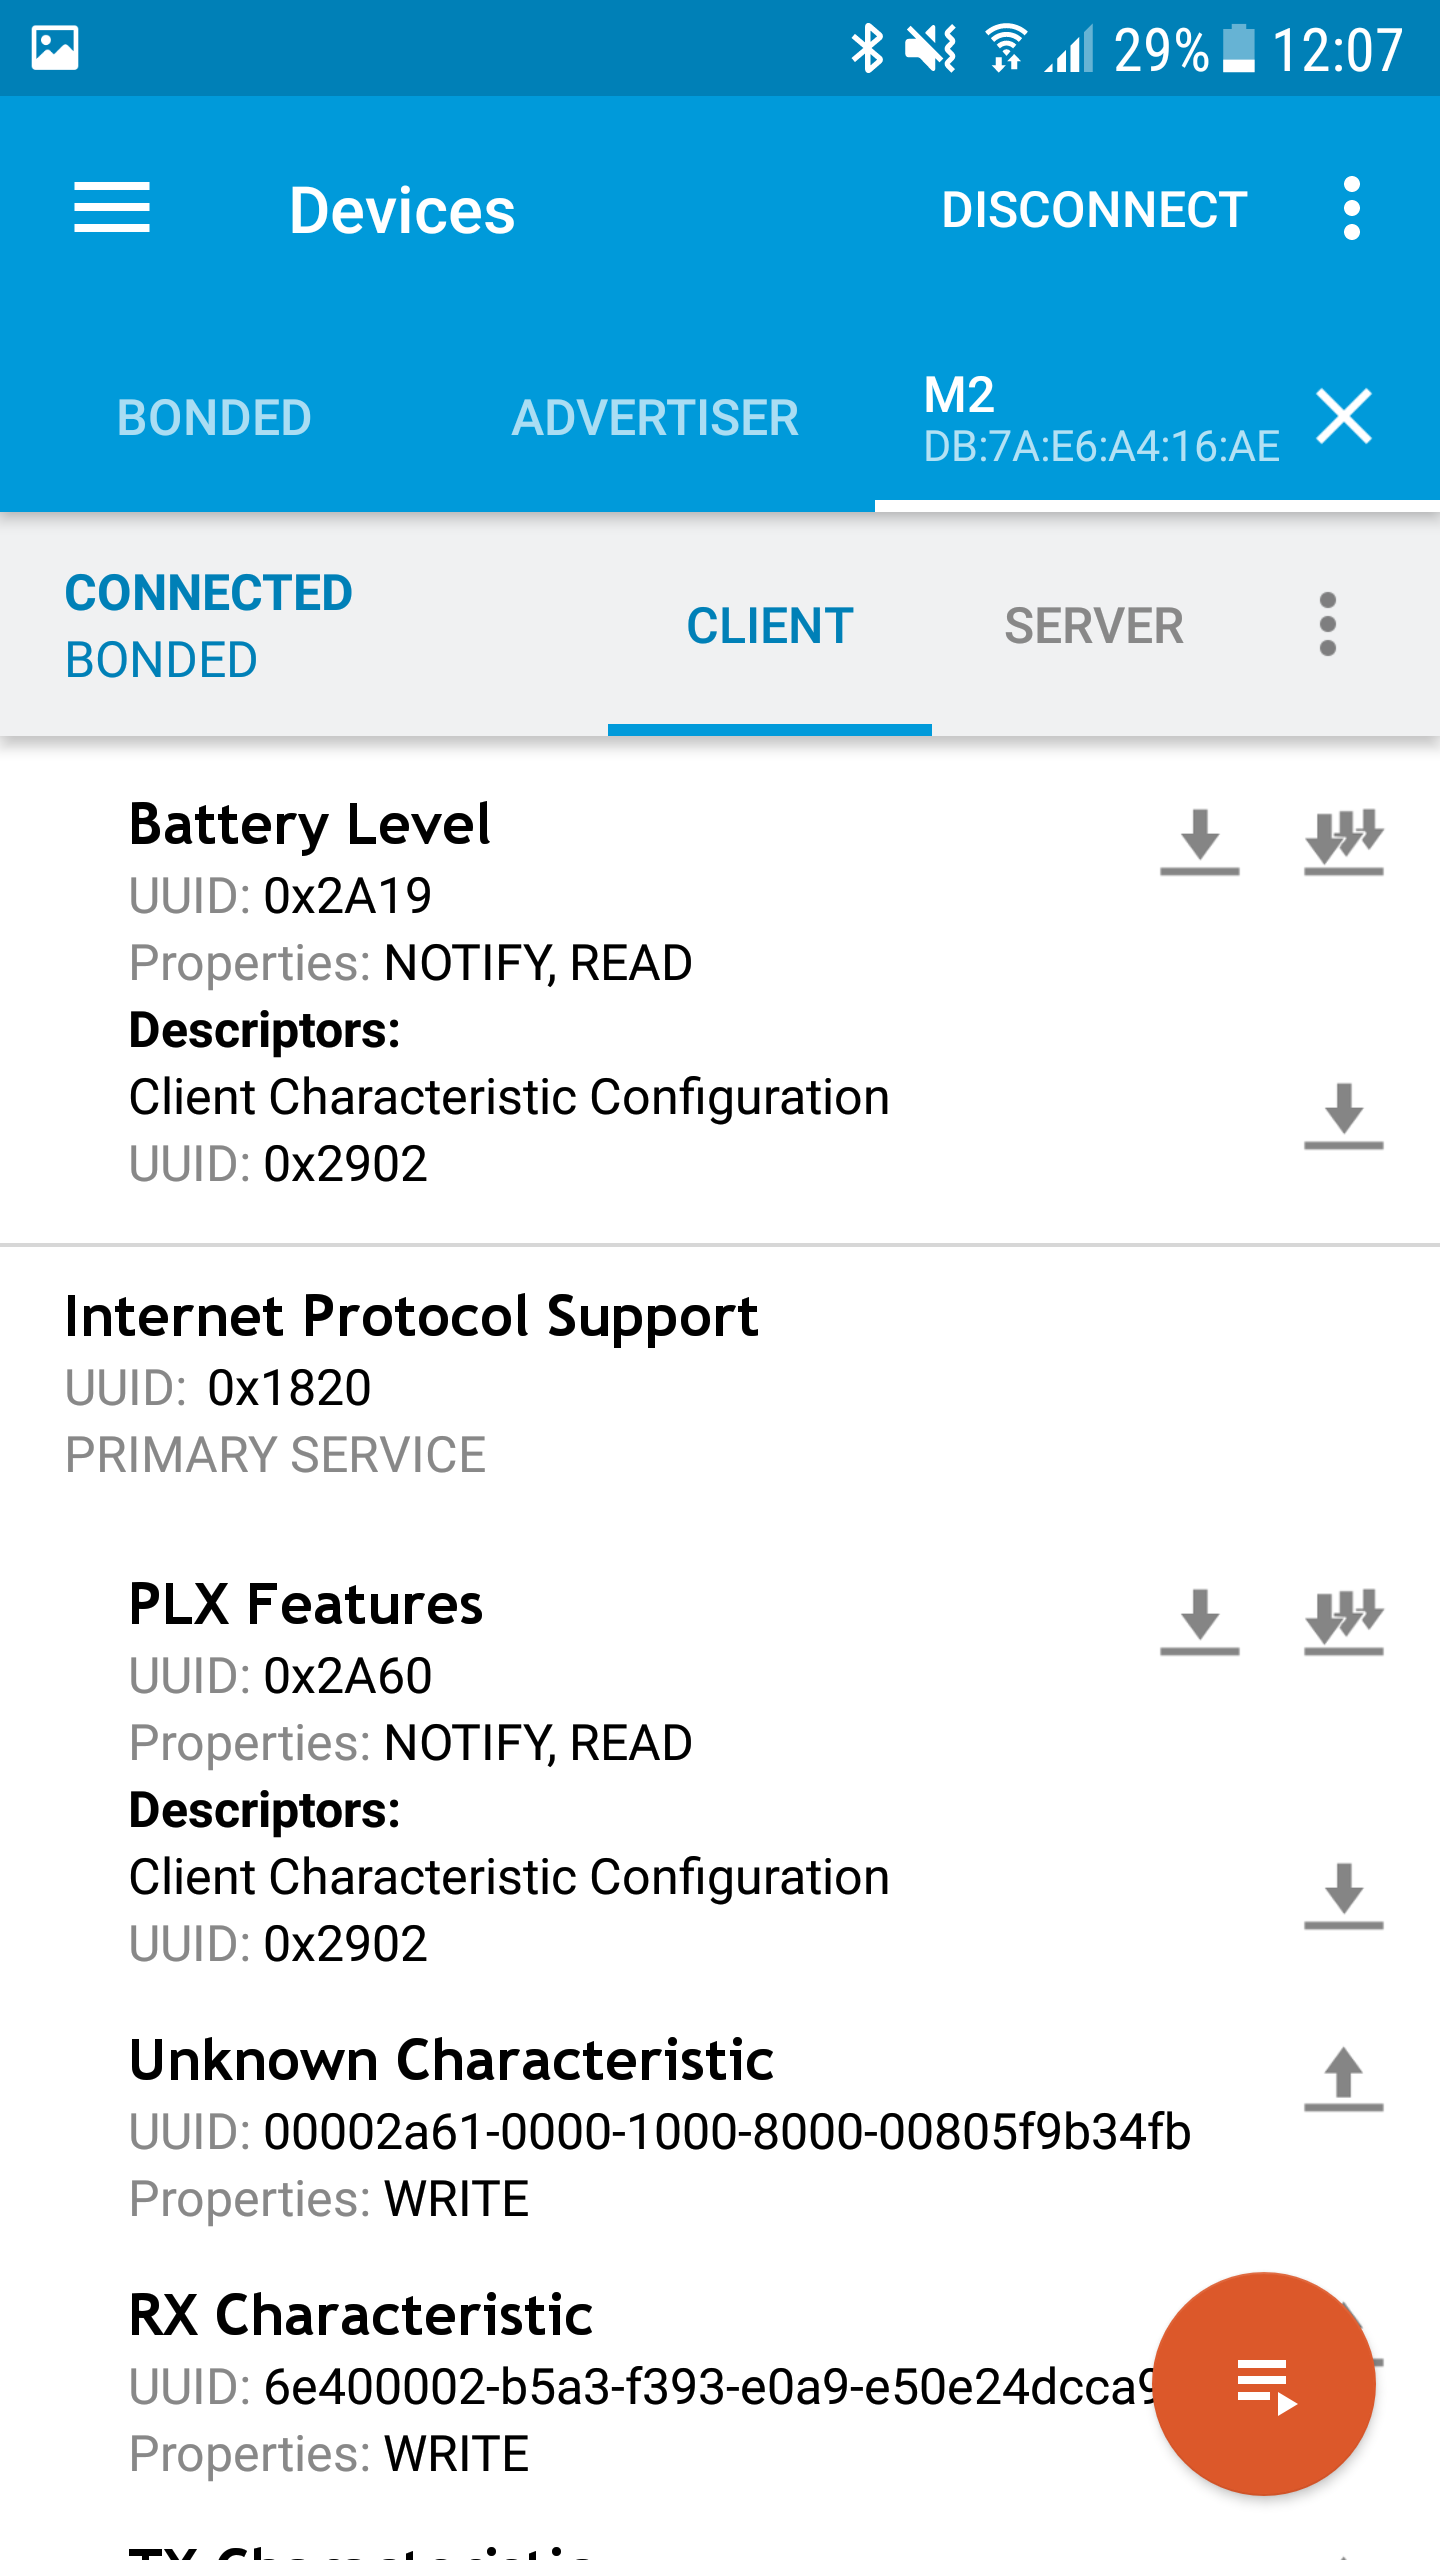 29% 12:07
Devices DISCONNECT
BONDED ADVERTISER M2
DB:7A:E6:A4:16:AE
CONNECTED
BONDED
CLIENT SERVER
Battery Level
UUID: 0x2A19
Properties: NOTIFY, READ
Descriptors:
Client Characteristic Configuration
UUID: 0x2902
Internet Protocol Support
UUID: 0x1820
PRIMARY SERVICE
PLX Features
UUID: 0x2A60
Properties: NOTIFY, READ
Descriptors:
Client Characteristic Configuration
UUID: 0x2902
Unknown Characteristic
UUID: 00002a61-0000-1000-8000-00805f9b34fb
Properties: WRITE
RX Characteristic
UUID: 6e400002-b5a3-f393-e0a9-e50e24dcca9
Properties: WRITE
TX Characteristic